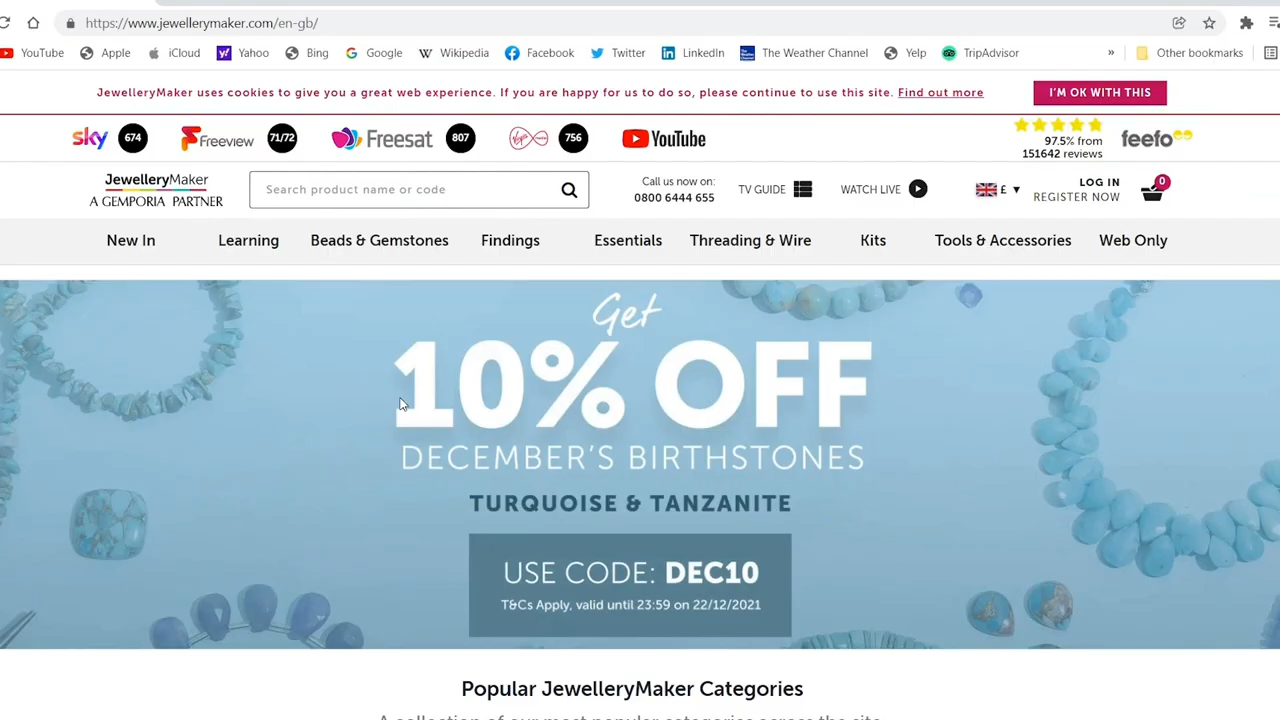 https://www.jewellerymaker.com/en-gb/
YouTube Apple iCloud Yahoo Bing Google Wikipedia Facebook Twitter LinkedIn The Weather Channel Yelp TripAdvisor » Other bookmarks
JewelleryMaker uses cookies to give you a great web experience. If you are happy for us to do so, please continue to use this site. Find out more
I'M OK WITH THIS
sky 674 Freeview 71/72 Freesat 807 756 YouTube
97.5% from
151642 reviews
feefo
JewelleryMaker
A GEMPORIA PARTNER
Search product name or code
Call us now on:
0800 6444 655
TV GUIDE
WATCH LIVE
£ ▼
LOG IN
REGISTER NOW
0
New In Learning Beads & Gemstones Findings Essentials Threading & Wire Kits Tools & Accessories Web Only
Get
10% OFF
DECEMBER'S BIRTHSTONES
TURQUOISE & TANZANITE
USE CODE: DEC10
T&Cs Apply, valid until 23:59 on 22/12/2021
Popular JewelleryMaker Categories
A collection of our most popular categories across the site